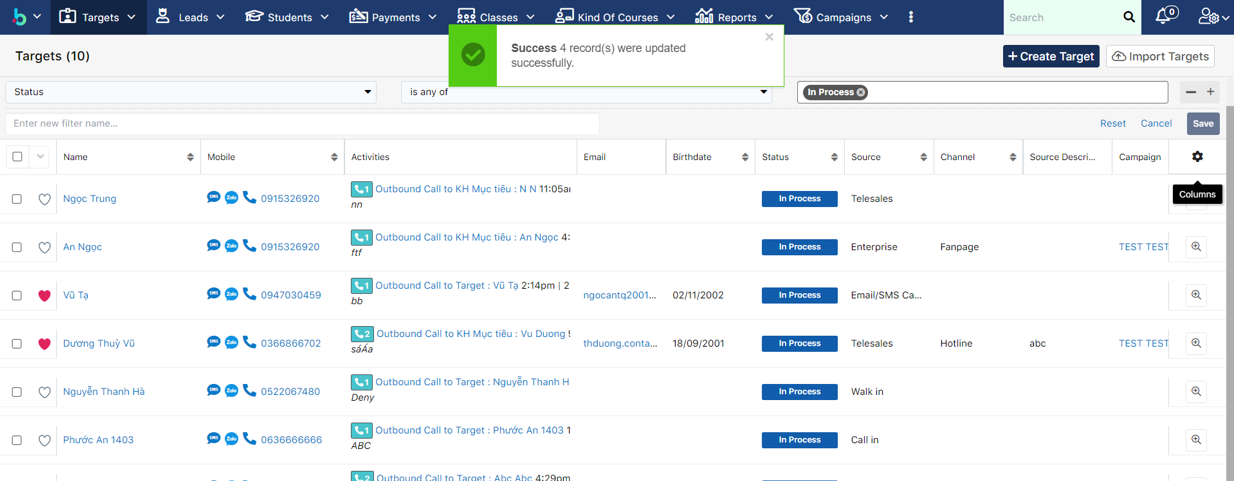 Targets
Leads
Students
Payments
Classes
Kind Of Courses
Reports
Campaigns
Search
0
Targets (10)
Success 4 record(s) were updated
successfully.
×
+ Create Target
Import Targets
Status
is any of
In Process
Enter new filter name...
Reset
Cancel
Save
Name Mobile Activities Email Birthdate Status Source Channel Source Descri... Campaign
Columns
Ngọc Trung SMS Zalo 0915326920 1 Outbound Call to KH Mục tiêu : N N 11:05am In Process Telesales
nn
An Ngọc SMS Zalo 0915326920 1 Outbound Call to KH Mục tiêu : An Ngọc 4: In Process Enterprise Fanpage TEST TEST
ftf
Vũ Tạ SMS Zalo 0947030459 1 Outbound Call to Target : Vũ Tạ 2:14pm | 2 ngocantq2001... 02/11/2002 In Process Email/SMS Ca...
bb
Dương Thuỳ Vũ SMS Zalo 0366866702 2 Outbound Call to KH Mục tiêu : Vu Duong 9 thduong.conta... 18/09/2001 In Process Telesales Hotline abc TEST TEST
sáÁa
Nguyễn Thanh Hà SMS Zalo 0522067480 1 Outbound Call to Target : Nguyễn Thanh H In Process Walk in
Deny
Phước An 1403 SMS Zalo 0636666666 1 Outbound Call to Target : Phước An 1403 1 In Process Call in
ABC
2 Outbound Call to Target : Abc Abc 4:29pm